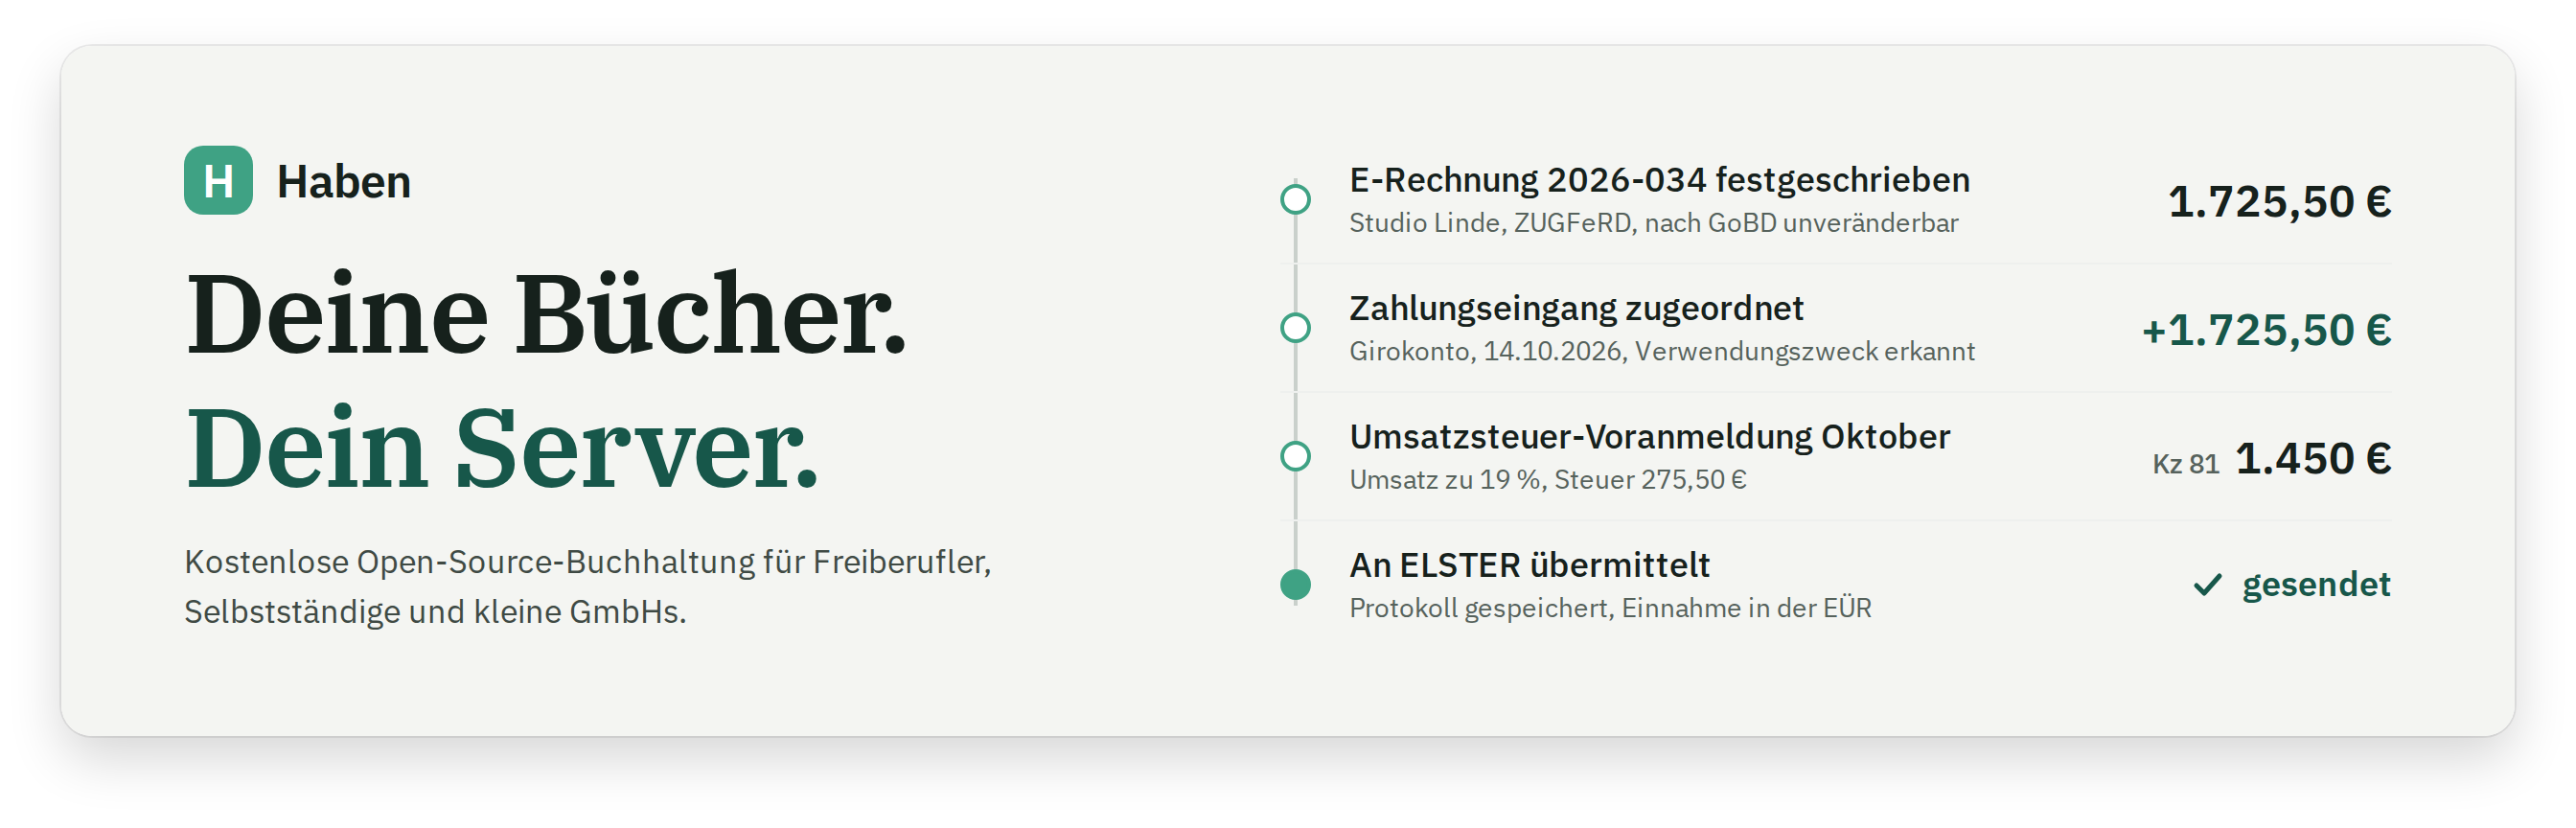 H Haben
Deine Bücher.
Dein Server.
Kostenlose Open-Source-Buchhaltung für Freiberufler,
Selbstständige und kleine GmbHs.
E-Rechnung 2026-034 festgeschrieben
Studio Linde, ZUGFeRD, nach GoBD unveränderbar
1.725,50 €
Zahlungseingang zugeordnet
Girokonto, 14.10.2026, Verwendungszweck erkannt
+1.725,50 €
Umsatzsteuer-Voranmeldung Oktober
Umsatz zu 19 %, Steuer 275,50 €
Kz 81 1.450 €
An ELSTER übermittelt
Protokoll gespeichert, Einnahme in der EÜR
✓ gesendet